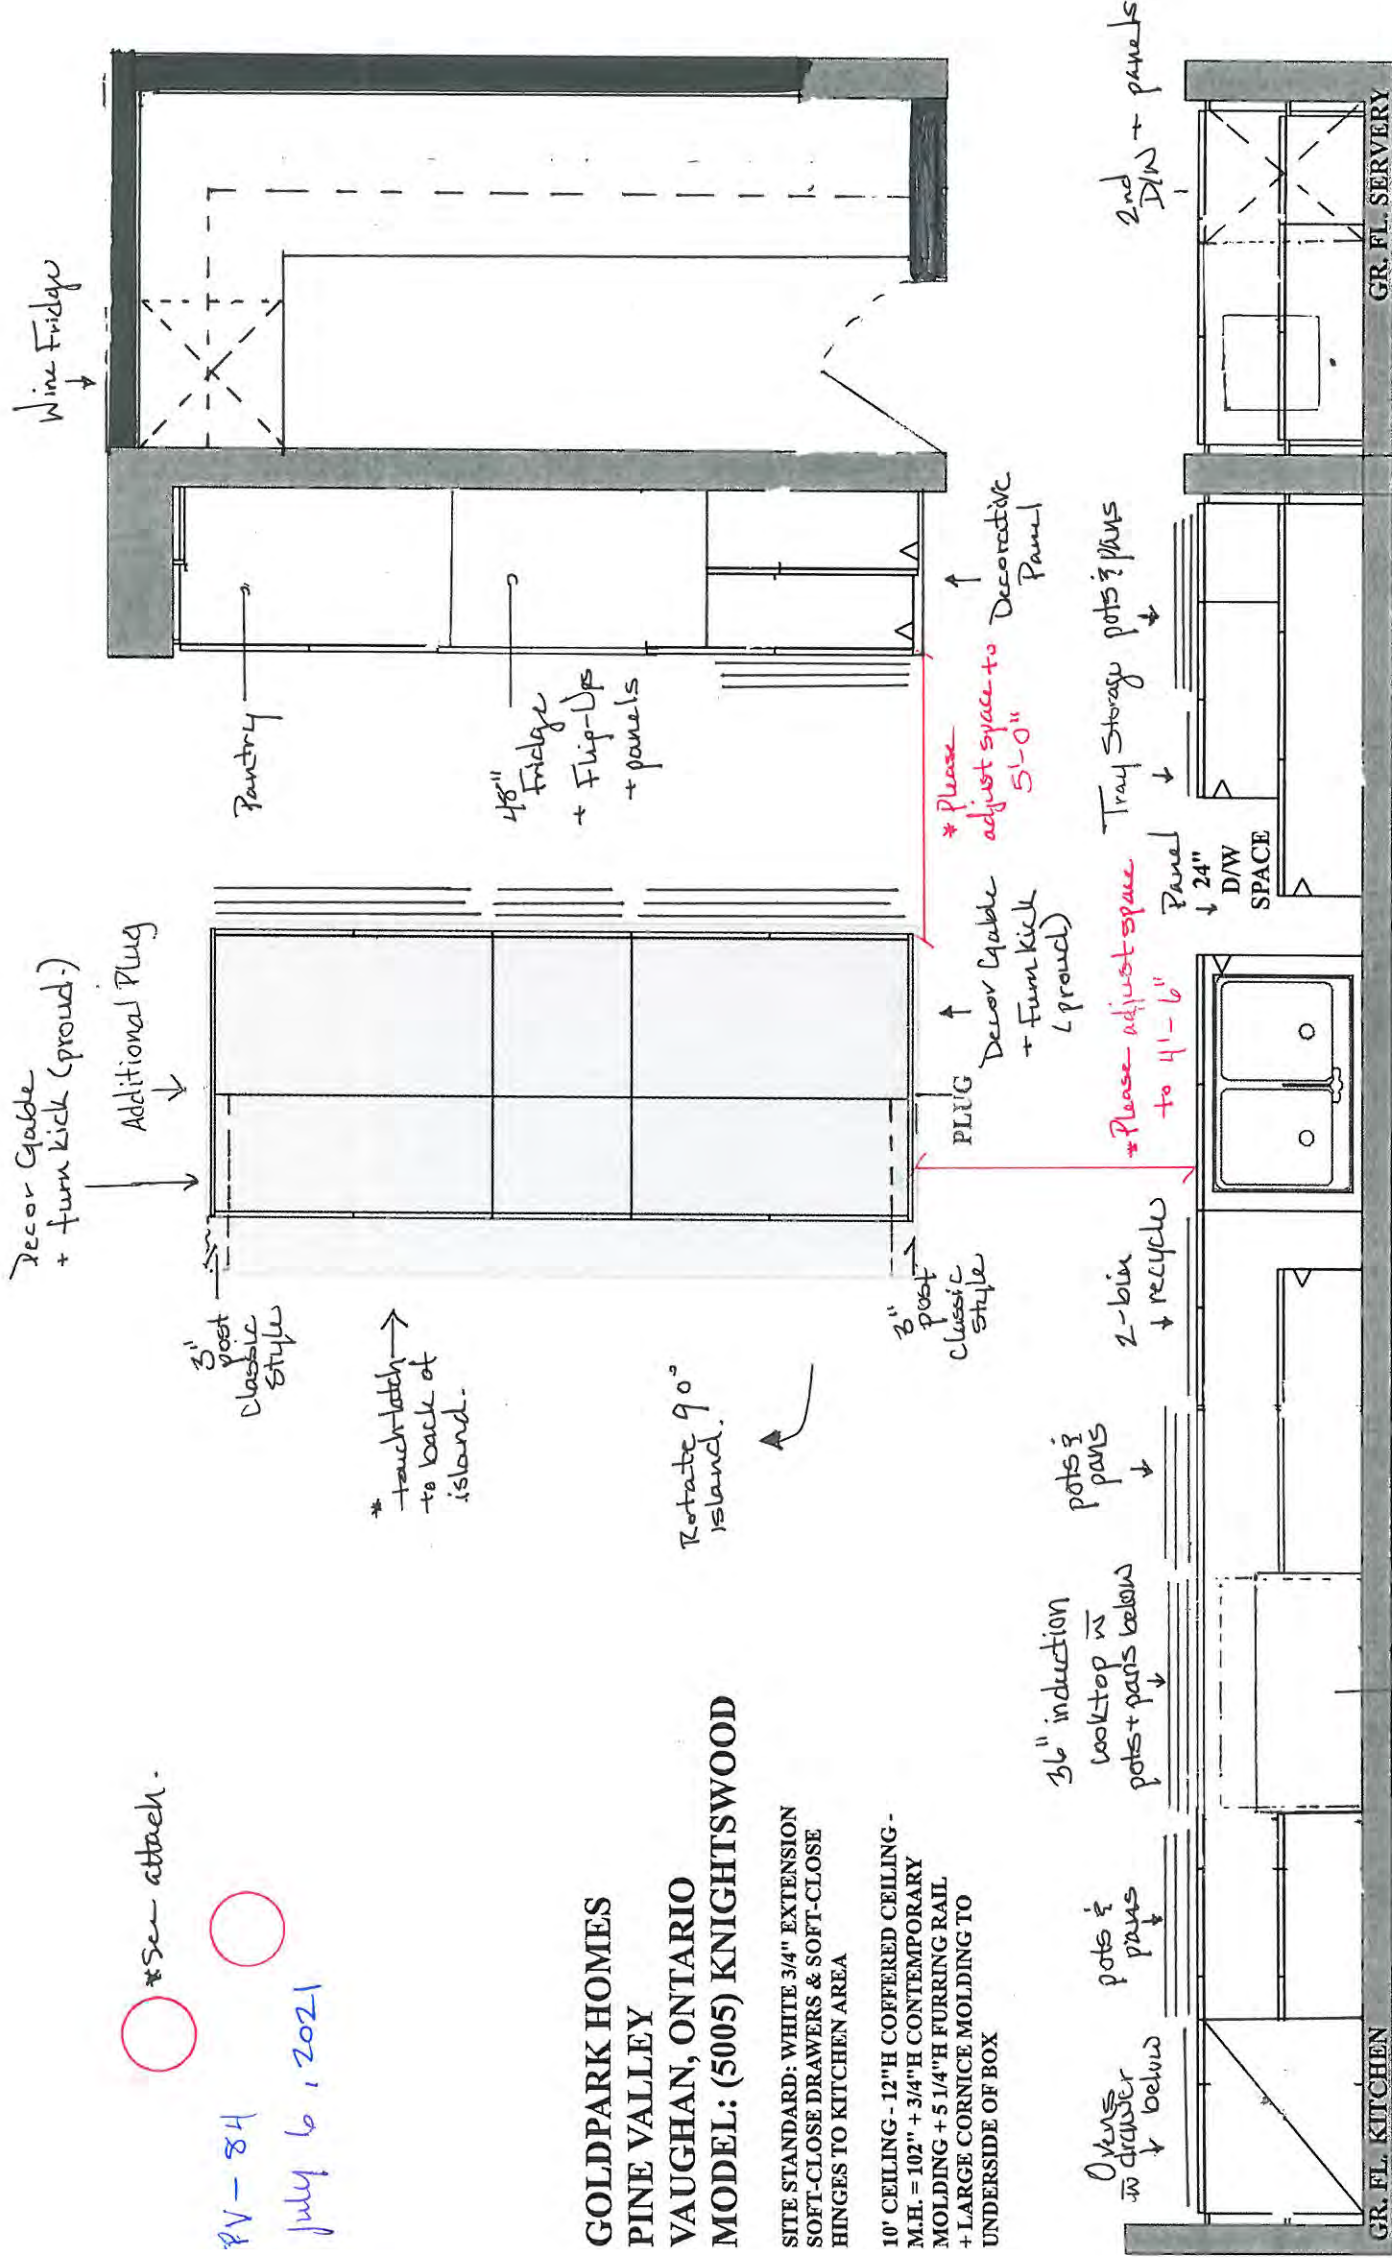 PV - 84
July 6, 2021
*See attach.
GOLDPARK HOMES
PINE VALLEY
VAUGHAN, ONTARIO
MODEL: (5005) KNIGHTSWOOD
SITE STANDARD: WHITE 3/4" EXTENSION
SOFT-CLOSE DRAWERS & SOFT-CLOSE
HINGES TO KITCHEN AREA
10' CEILING - 12"H COFFERED CEILING -
M.H. = 102" + 3/4"H CONTEMPORARY
MOLDING + 5 1/4"H FURRING RAIL
+ LARGE CORNICE MOLDING TO
UNDERSIDE OF BOX
Decor Gable
+ furn kick (proud.)
Additional Plug
3"
post
Classic
Style
*
touch-latch
to back of
island.
Rotate 90°
island.
3"
post
Classic
Style
PLUG
Decor Gable
+ furn kick
(proud)
Wine Fridge
Pantry
48"
Fridge
+ Flip-Ups
+ panels
*Please
adjust space to
5'-0"
Decorative
Panel
*Please adjust space
to 4'-6"
Ovens
w drawer
below
pots &
pans
36" induction
cooktop w
pots + pans below
pots &
pans
2-bin
recycle
Panel
24"
D/W
SPACE
Tray Storage
pots & pans
2nd
D/W + panels
GR. FL. KITCHEN
GR. FL. SERVERY